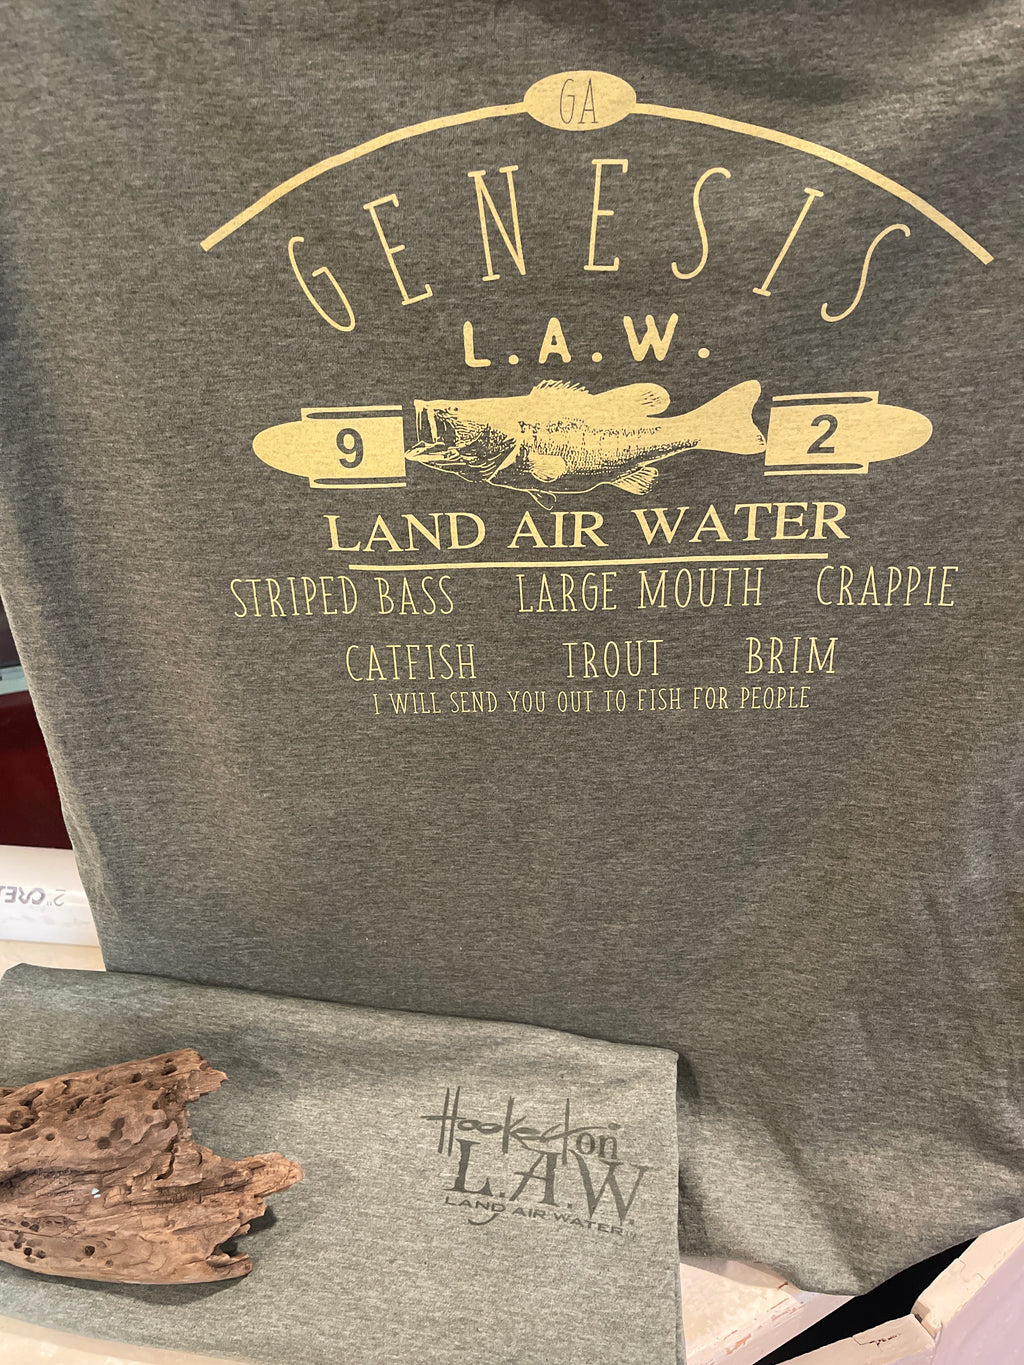 GA
GENESIS
L.A.W.
9 2
LAND AIR WATER
STRIPED BASS LARGE MOUTH CRAPPIE
CATFISH TROUT BRIM
I WILL SEND YOU OUT TO FISH FOR PEOPLE
2"
Hooked on
L.A.W.
LAND AIR WATER